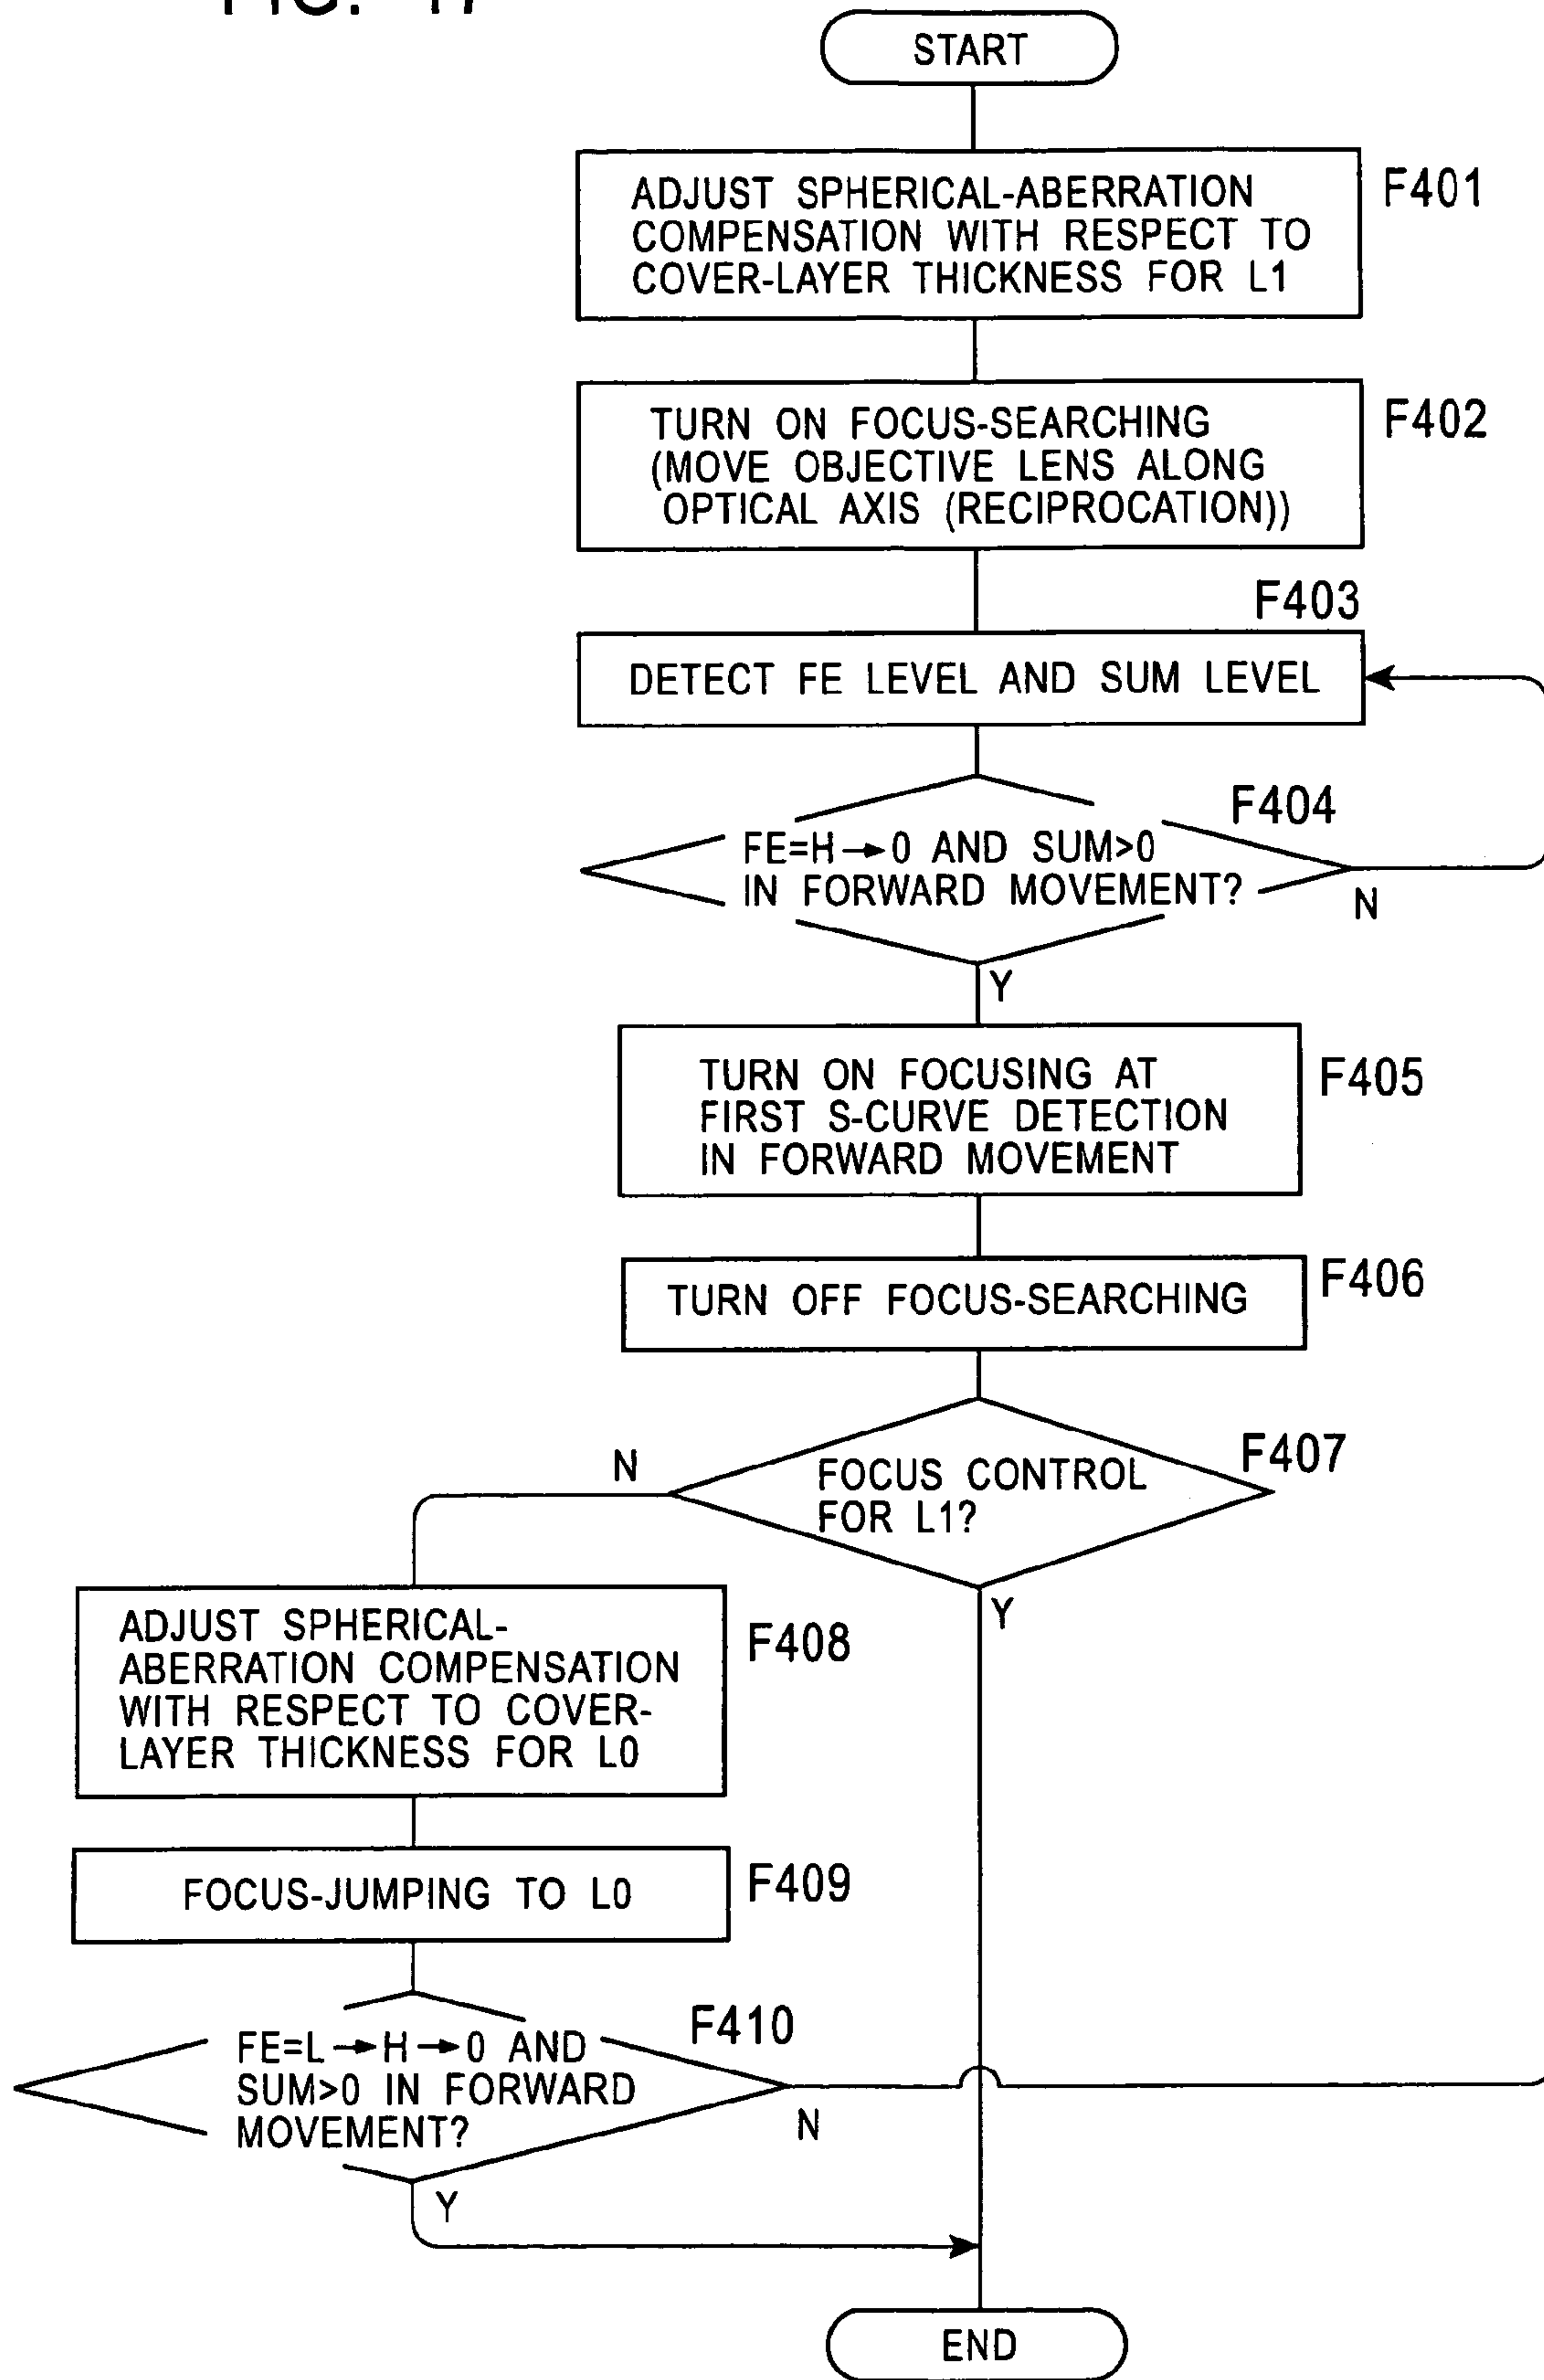 FIG. 17
START
ADJUST SPHERICAL-ABERRATION
COMPENSATION WITH RESPECT TO
COVER-LAYER THICKNESS FOR L1
F401
TURN ON FOCUS-SEARCHING
(MOVE OBJECTIVE LENS ALONG
OPTICAL AXIS (RECIPROCATION))
F402
F403
DETECT FE LEVEL AND SUM LEVEL
F404
FE=H→0 AND SUM>0
IN FORWARD MOVEMENT?
N
Y
TURN ON FOCUSING AT
FIRST S-CURVE DETECTION
IN FORWARD MOVEMENT
F405
TURN OFF FOCUS-SEARCHING
F406
F407
N
FOCUS CONTROL
FOR L1?
Y
ADJUST SPHERICAL-
ABERRATION COMPENSATION
WITH RESPECT TO COVER-
LAYER THICKNESS FOR L0
F408
FOCUS-JUMPING TO L0
F409
F410
FE=L→H→0 AND
SUM>0 IN FORWARD
MOVEMENT?
N
Y
END